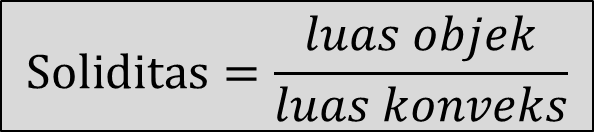 Soliditas = luas objek / luas konveks